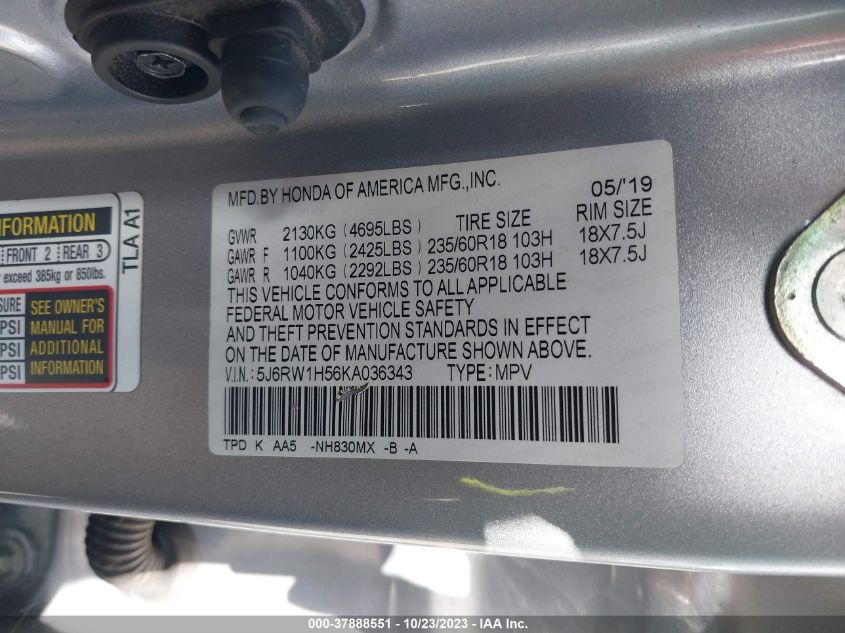 NFORMATION
FRONT 2 REAR 3
exceed 385kg or 850lbs.
SURE
PSI
PSI
PSI
SEE OWNER'S
MANUAL FOR
ADDITIONAL
INFORMATION
TLA A1
MFD.BY HONDA OF AMERICA MFG.,INC. 05/'19
TIRE SIZE RIM SIZE
GVWR 2130KG (4695LBS)
GAWR F 1100KG (2425LBS) 235/60R18 103H 18X7.5J
GAWR R 1040KG (2292LBS) 235/60R18 103H 18X7.5J
THIS VEHICLE CONFORMS TO ALL APPLICABLE
FEDERAL MOTOR VEHICLE SAFETY
AND THEFT PREVENTION STANDARDS IN EFFECT
ON THE DATE OF MANUFACTURE SHOWN ABOVE.
V.I.N.: 5J6RW1H56KA036343 TYPE:MPV
TPD K AA5 -NH830MX -B -A
000-37888551 - 10/23/2023 - IAA Inc.